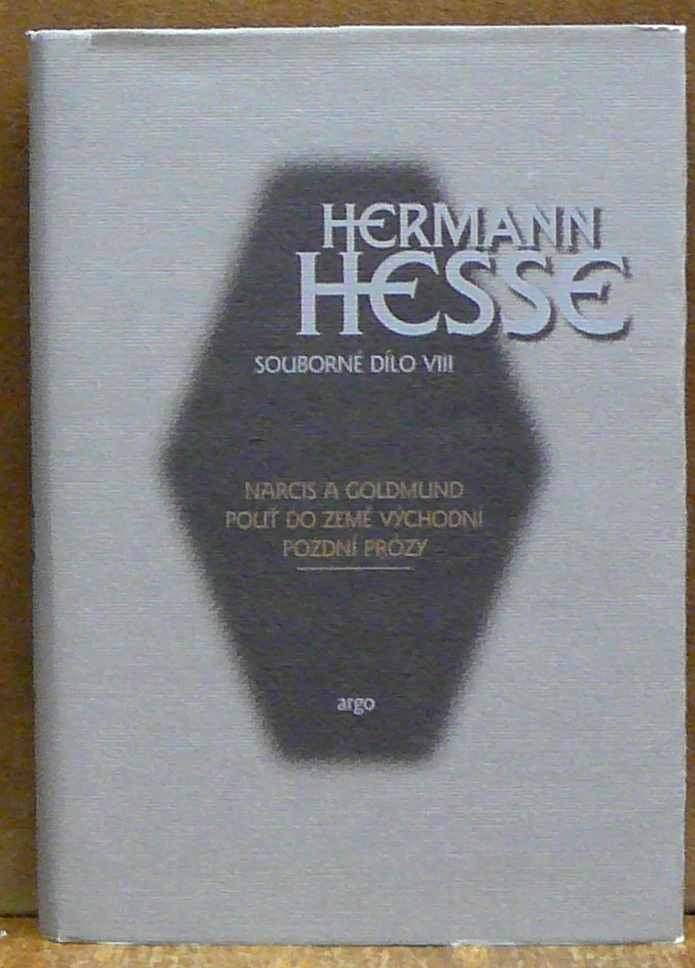 HERMANN
HESSE
SOUBORNÉ DÍLO VIII
NARCIS A GOLDMUND
POUŤ DO ZEMĚ VÝCHODNÍ
POZDNÍ PRÓZY
argo